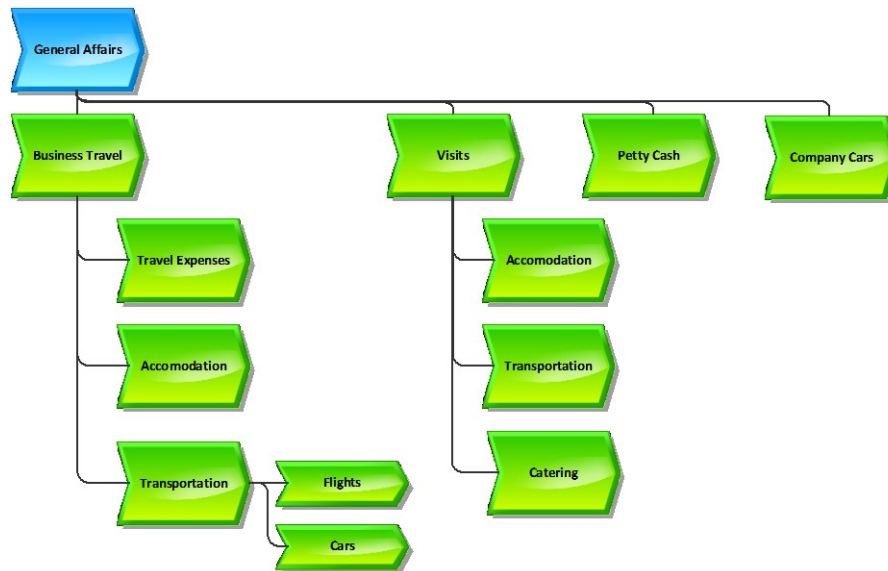 General Affairs
Business Travel
Visits
Petty Cash
Company Cars
Travel Expenses
Accomodation
Accomodation
Transportation
Transportation
Flights
Catering
Cars